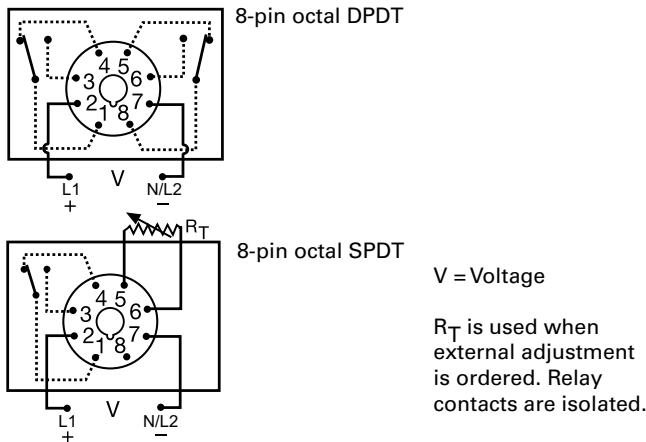 8-pin octal DPDT
4 5
3 6
2 7
1 8
L1 V N/L2
+ –
RT
8-pin octal SPDT
4 5
3 6
2 7
1 8
L1 V N/L2
+ –
V = Voltage
RT is used when
external adjustment
is ordered. Relay
contacts are isolated.